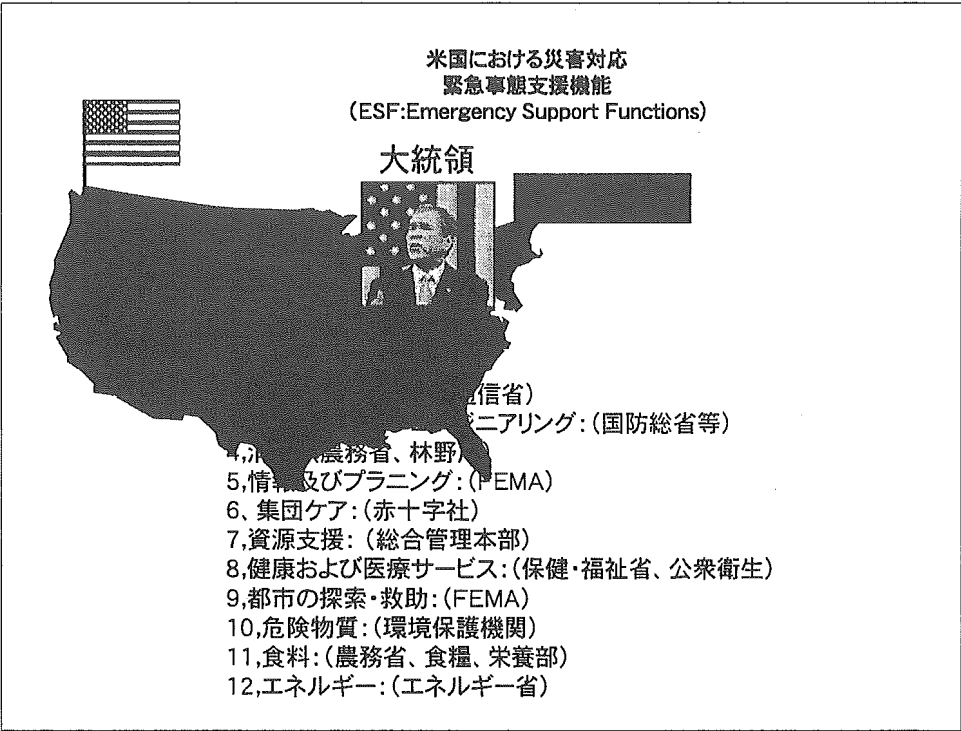 米国における災害対応
緊急事態支援機能
(ESF:Emergency Support Functions)
大統領
信省)
ニアリング:(国防総省等)
農務省、林野
5,情報及びプラニング:(FEMA)
6、集団ケア:(赤十字社)
7,資源支援: (総合管理本部)
8,健康および医療サービス:(保健・福祉省、公衆衛生)
9,都市の探索・救助:(FEMA)
10,危険物質:(環境保護機関)
11,食料:(農務省、食糧、栄養部)
12,エネルギー:(エネルギー省)